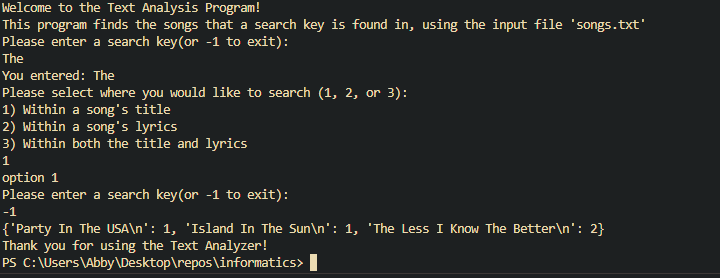 Welcome to the Text Analysis Program!
This program finds the songs that a search key is found in, using the input file 'songs.txt'
Please enter a search key(or -1 to exit):
The
You entered: The
Please select where you would like to search (1, 2, or 3):
1) Within a song's title
2) Within a song's lyrics
3) Within both the title and lyrics
1
option 1
Please enter a search key(or -1 to exit):
-1
{'Party In The USA\n': 1, 'Island In The Sun\n': 1, 'The Less I Know The Better\n': 2}
Thank you for using the Text Analyzer!
PS C:\Users\Abby\Desktop\repos\informatics>